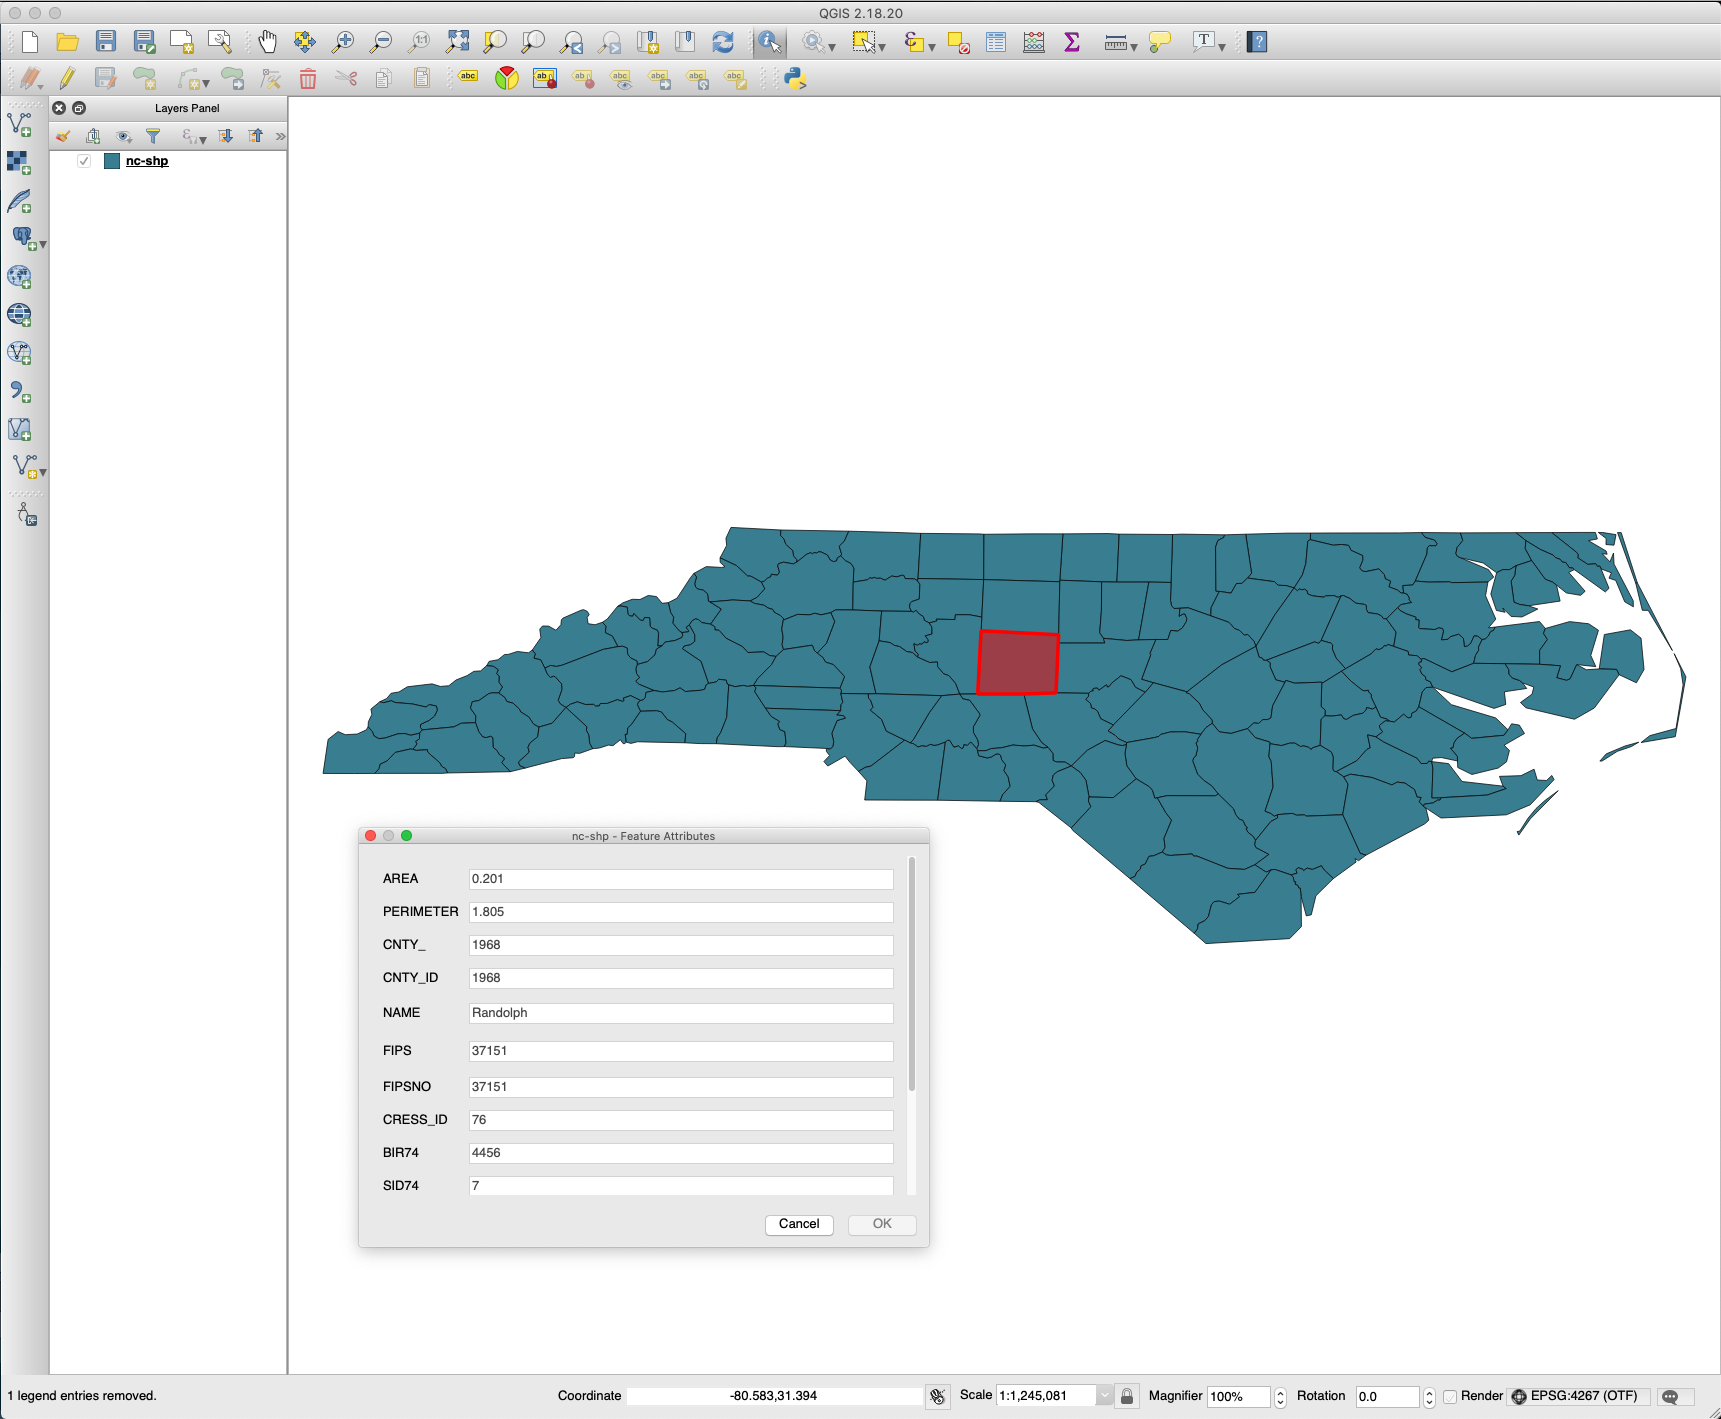 QGIS 2.18.20
Layers Panel
nc-shp
nc-shp - Feature Attributes
AREA 0.201
PERIMETER 1.805
CNTY_ 1968
CNTY_ID 1968
NAME Randolph
FIPS 37151
FIPSNO 37151
CRESS_ID 76
BIR74 4456
SID74 7
Cancel OK
1 legend entries removed. Coordinate -80.583,31.394 Scale 1:1,245,081 Magnifier 100% Rotation 0.0 Render EPSG:4267 (OTF)